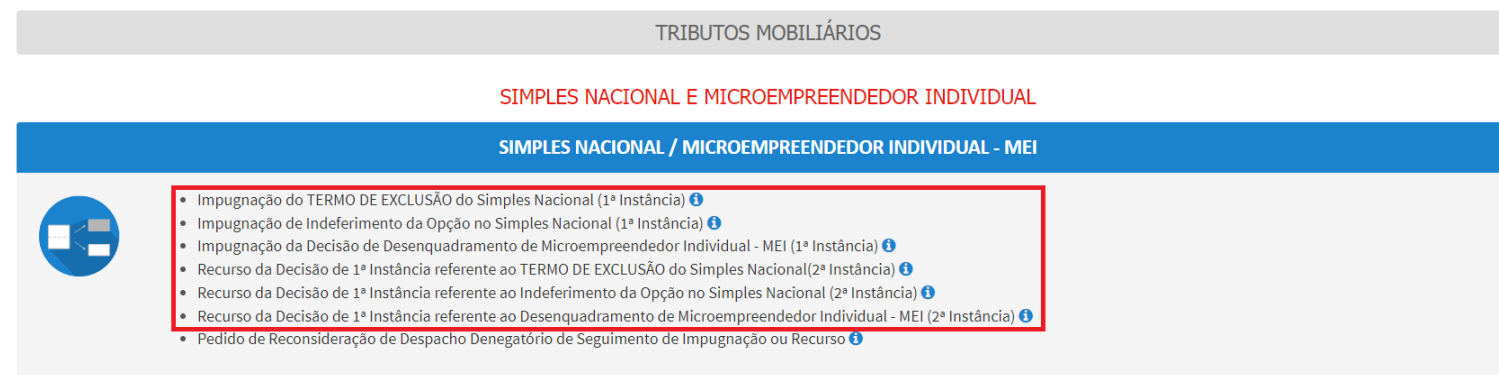 TRIBUTOS MOBILIÁRIOS
SIMPLES NACIONAL E MICROEMPREENDEDOR INDIVIDUAL
SIMPLES NACIONAL / MICROEMPREENDEDOR INDIVIDUAL - MEI
Impugnação do TERMO DE EXCLUSÃO do Simples Nacional (1ª Instância)
Impugnação de Indeferimento da Opção no Simples Nacional (1ª Instância)
Impugnação da Decisão de Desenquadramento de Microempreendedor Individual - MEI (1ª Instância)
Recurso da Decisão de 1ª Instância referente ao TERMO DE EXCLUSÃO do Simples Nacional(2ª Instância)
Recurso da Decisão de 1ª Instância referente ao Indeferimento da Opção no Simples Nacional (2ª Instância)
Recurso da Decisão de 1ª Instância referente ao Desenquadramento de Microempreendedor Individual - MEI (2ª Instância)
Pedido de Reconsideração de Despacho Denegatório de Seguimento de Impugnação ou Recurso